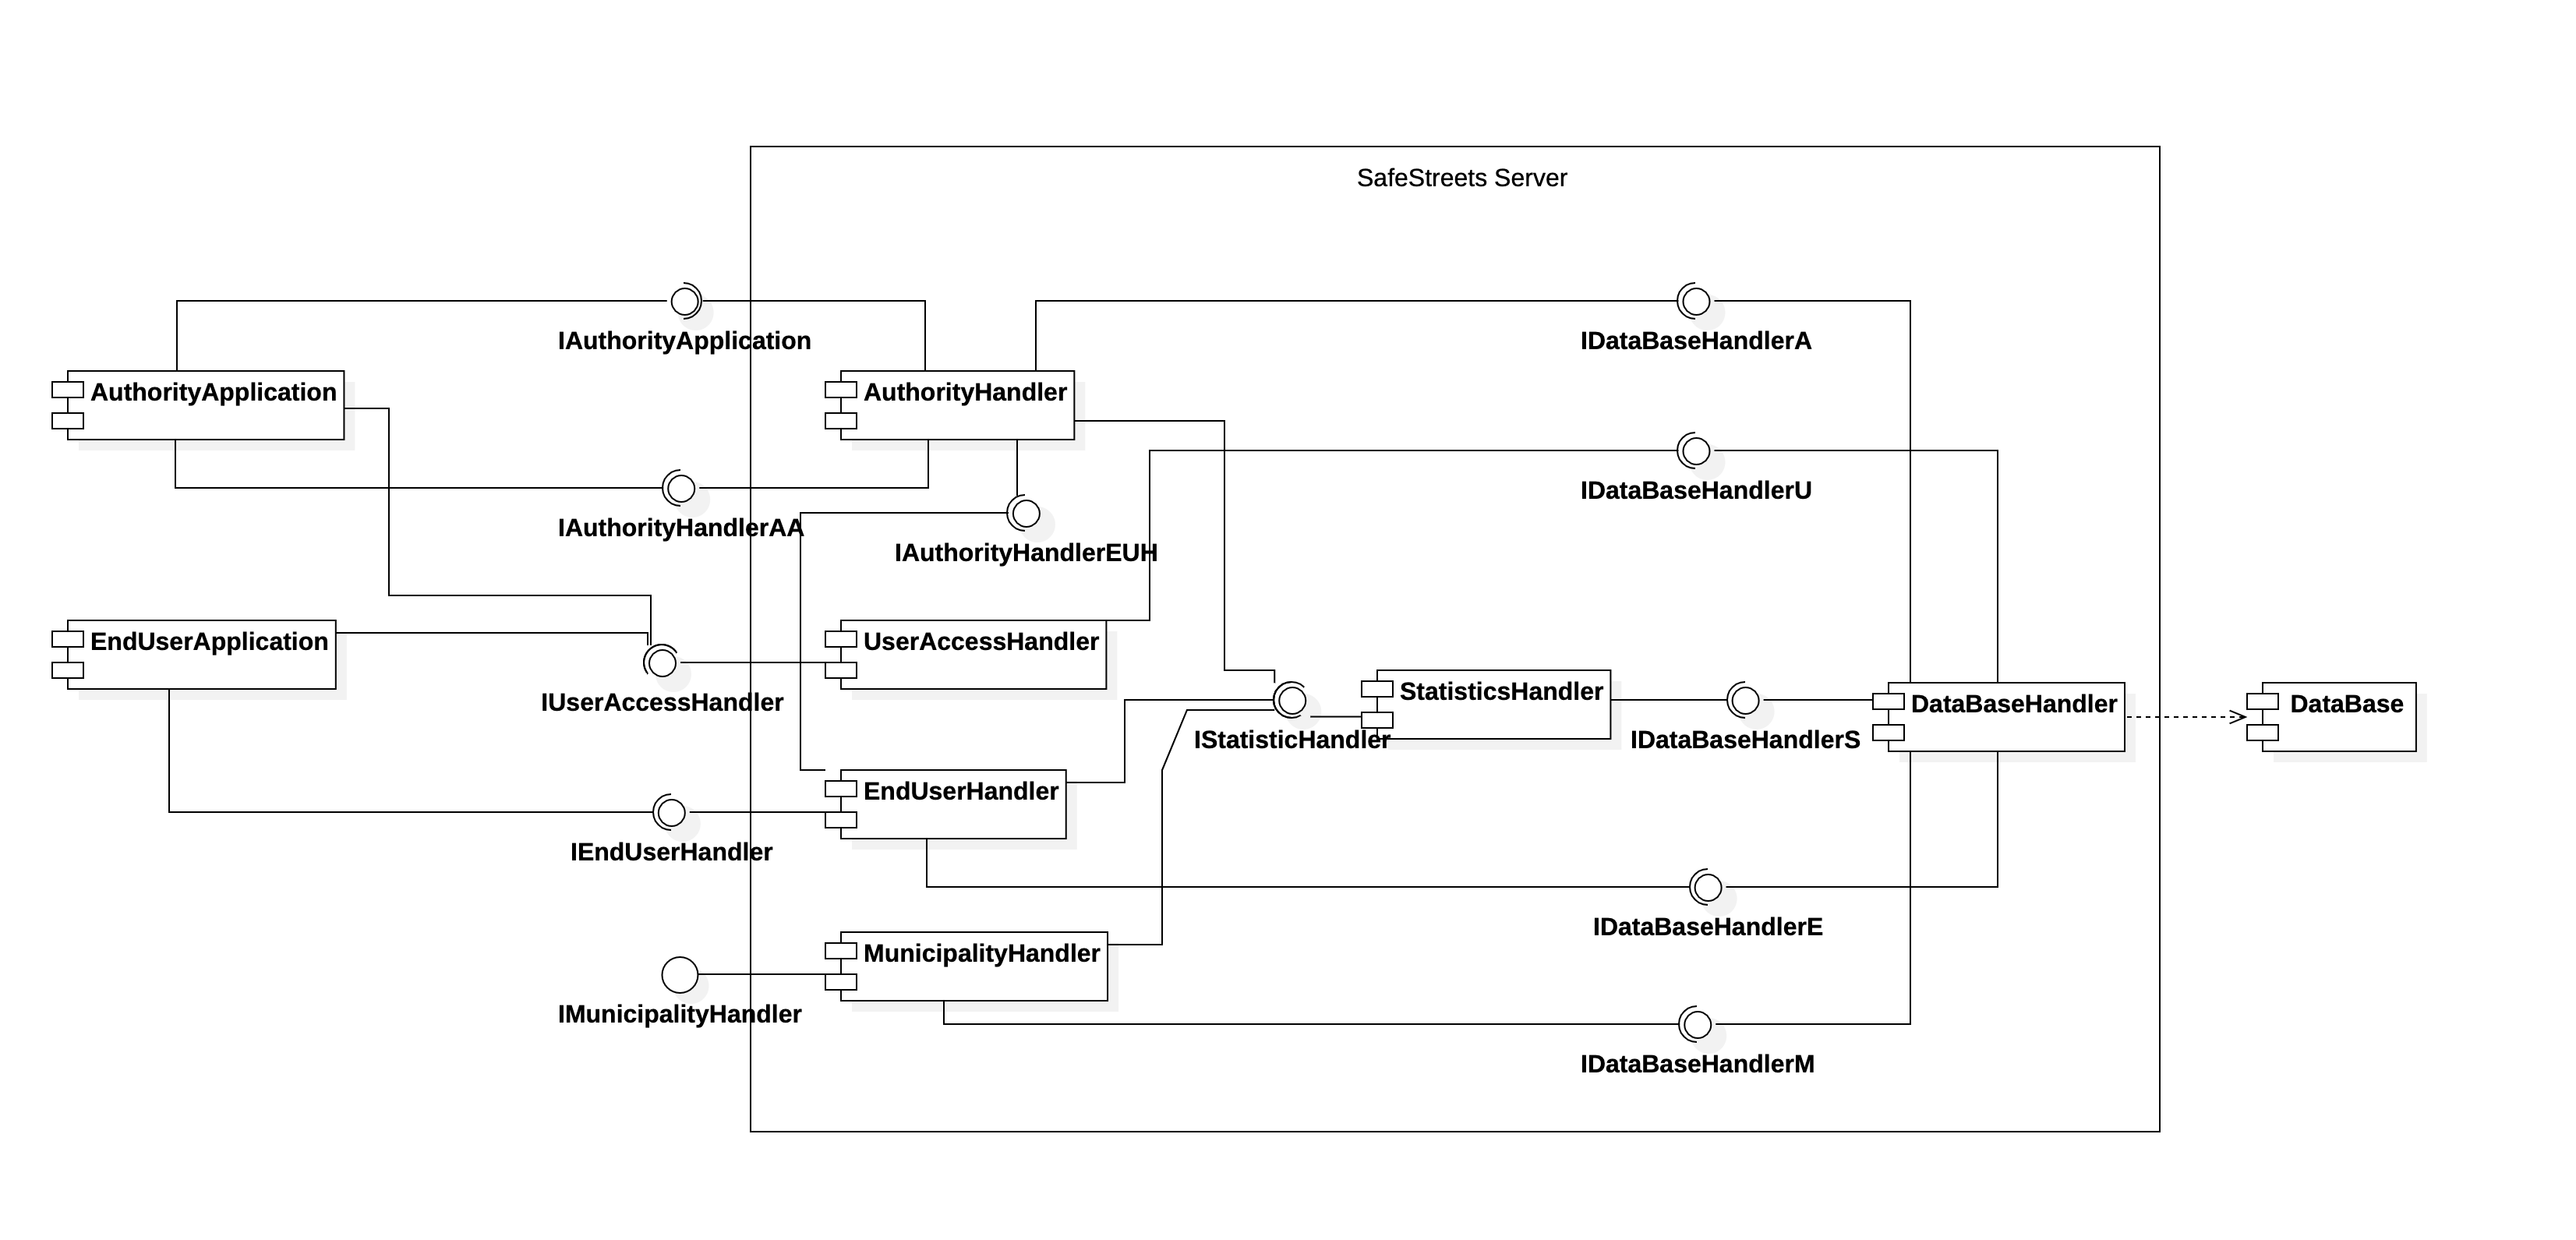 SafeStreets Server
IAuthorityApplication
IDataBaseHandlerA
AuthorityApplication
AuthorityHandler
IDataBaseHandlerU
IAuthorityHandlerAA
IAuthorityHandlerEUH
EndUserApplication
UserAccessHandler
IUserAccessHandler
StatisticsHandler
DataBaseHandler
DataBase
IStatisticHandler
IDataBaseHandlerS
EndUserHandler
IEndUserHandler
IDataBaseHandlerE
MunicipalityHandler
IMunicipalityHandler
IDataBaseHandlerM